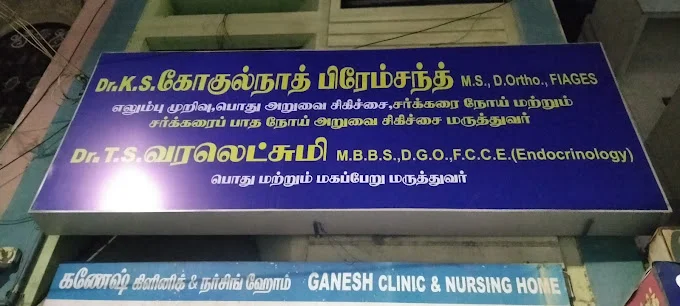 Dr.K.S.கோகுல்நாத் பிரேம்சந்த் M.S., D.Ortho., FIAGES
எலும்பு முறிவு,பொது அறுவை சிகிச்சை,சர்க்கரை நோய் மற்றும்
சர்க்கரைப் பாத நோய் அறுவை சிகிச்சை மருத்துவர்
Dr.T.S.வரலெட்சுமி M.B.B.S.,D.G.O.,F.C.C.E.(Endocrinology)
பொது மற்றும் மகப்பேறு மருத்துவர்
கணேஷ் கிளினிக் & நர்சிங் ஹோம் GANESH CLINIC & NURSING HOME